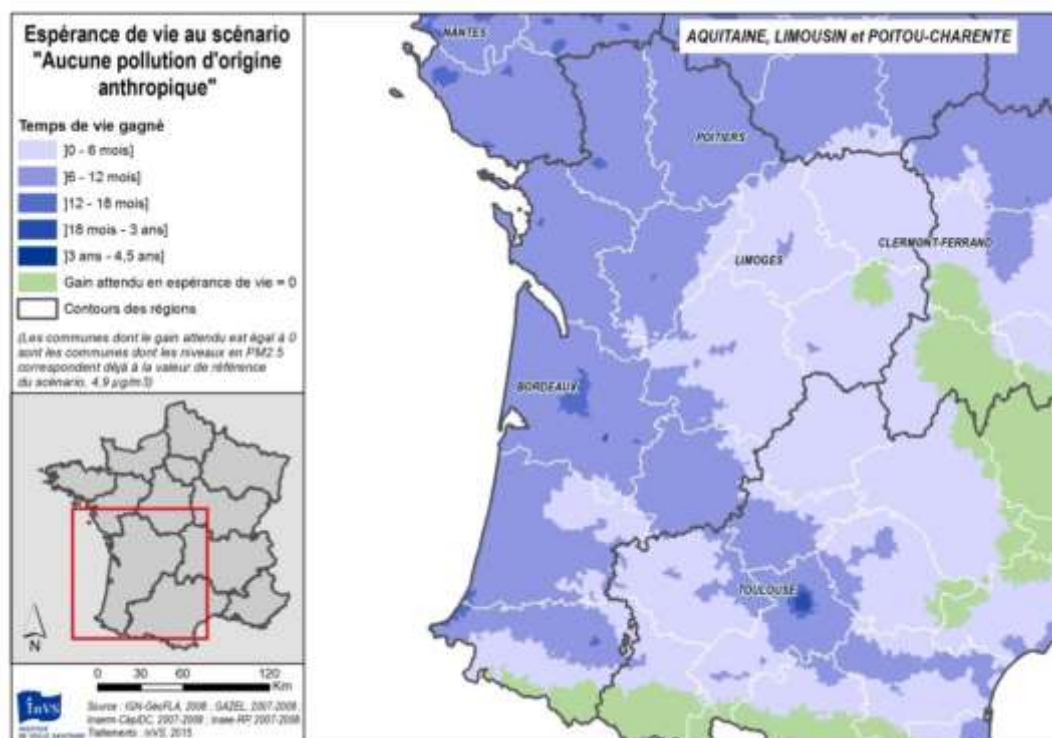 Espérance de vie au scénario
"Aucune pollution d'origine
anthropique"
Temps de vie gagné
]0 - 6 mois]
]6 - 12 mois]
]12 - 18 mois]
]18 mois - 3 ans]
]3 ans - 4,5 ans]
Gain attendu en espérance de vie = 0
Contours des régions
(Les communes dont le gain attendu est égal à 0
sont les communes dont les niveaux en PM2.5
correspondent déjà à la valeur de référence
du scénario, 4,9 µg/m3)
AQUITAINE, LIMOUSIN et POITOU-CHARENTE
NANTES
POITIERS
LIMOGES
CLERMONT-FERRAND
BORDEAUX
TOULOUSE
N
0 30 60 120
Km
InVS
Source : IGN-GéoFLA, 2008 ; GAZEL, 2007-2008 ;
Inserm-CépiDC, 2007-2008 ; Insee-RP, 2007-2008
Traitements : InVS, 2015